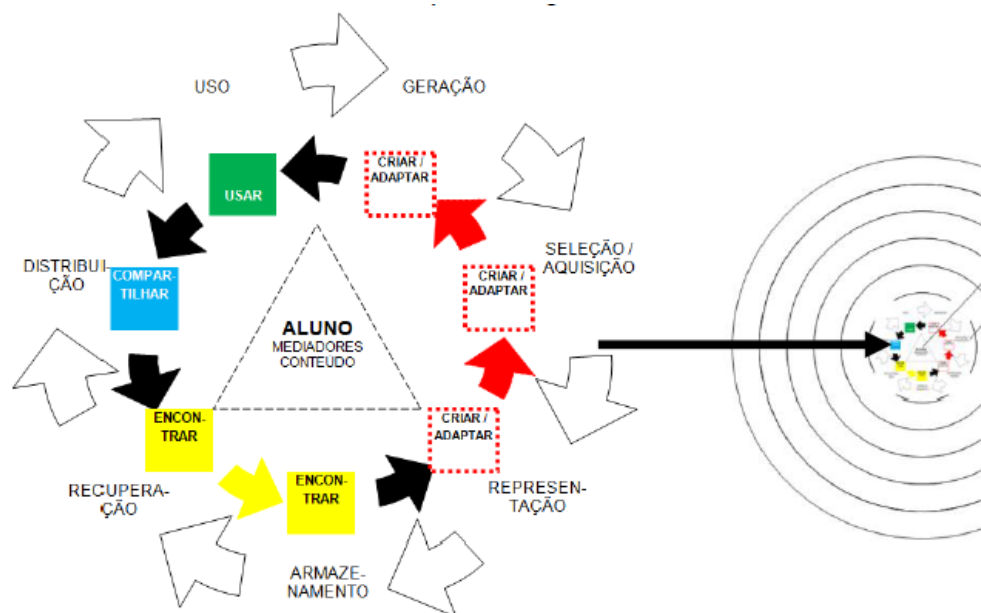 USO
GERAÇÃO
CRIAR /
ADAPTAR
USAR
SELEÇÃO /
AQUISIÇÃO
DISTRIBUI-
ÇÃO
COMPAR-
TILHAR
CRIAR /
ADAPTAR
ALUNO
MEDIADORES
CONTEÚDO
ENCON-
TRAR
CRIAR /
ADAPTAR
RECUPERA-
ÇÃO
ENCON-
TRAR
REPRESEN-
TAÇÃO
ARMAZE-
NAMENTO